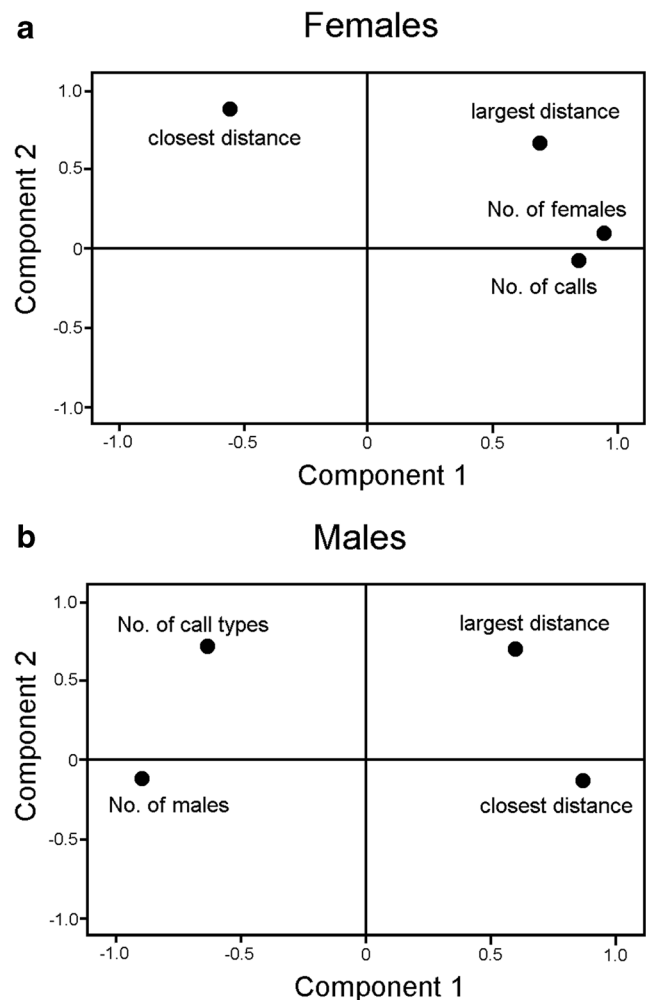 a
Females
1.0
0.5
0
-0.5
-1.0
Component 2
closest distance
largest distance
No. of females
No. of calls
-1.0
-0.5
0
0.5
1.0
Component 1
b
Males
1.0
0.5
0
-0.5
-1.0
Component 2
No. of call types
largest distance
No. of males
closest distance
-1.0
-0.5
0
0.5
1.0
Component 1